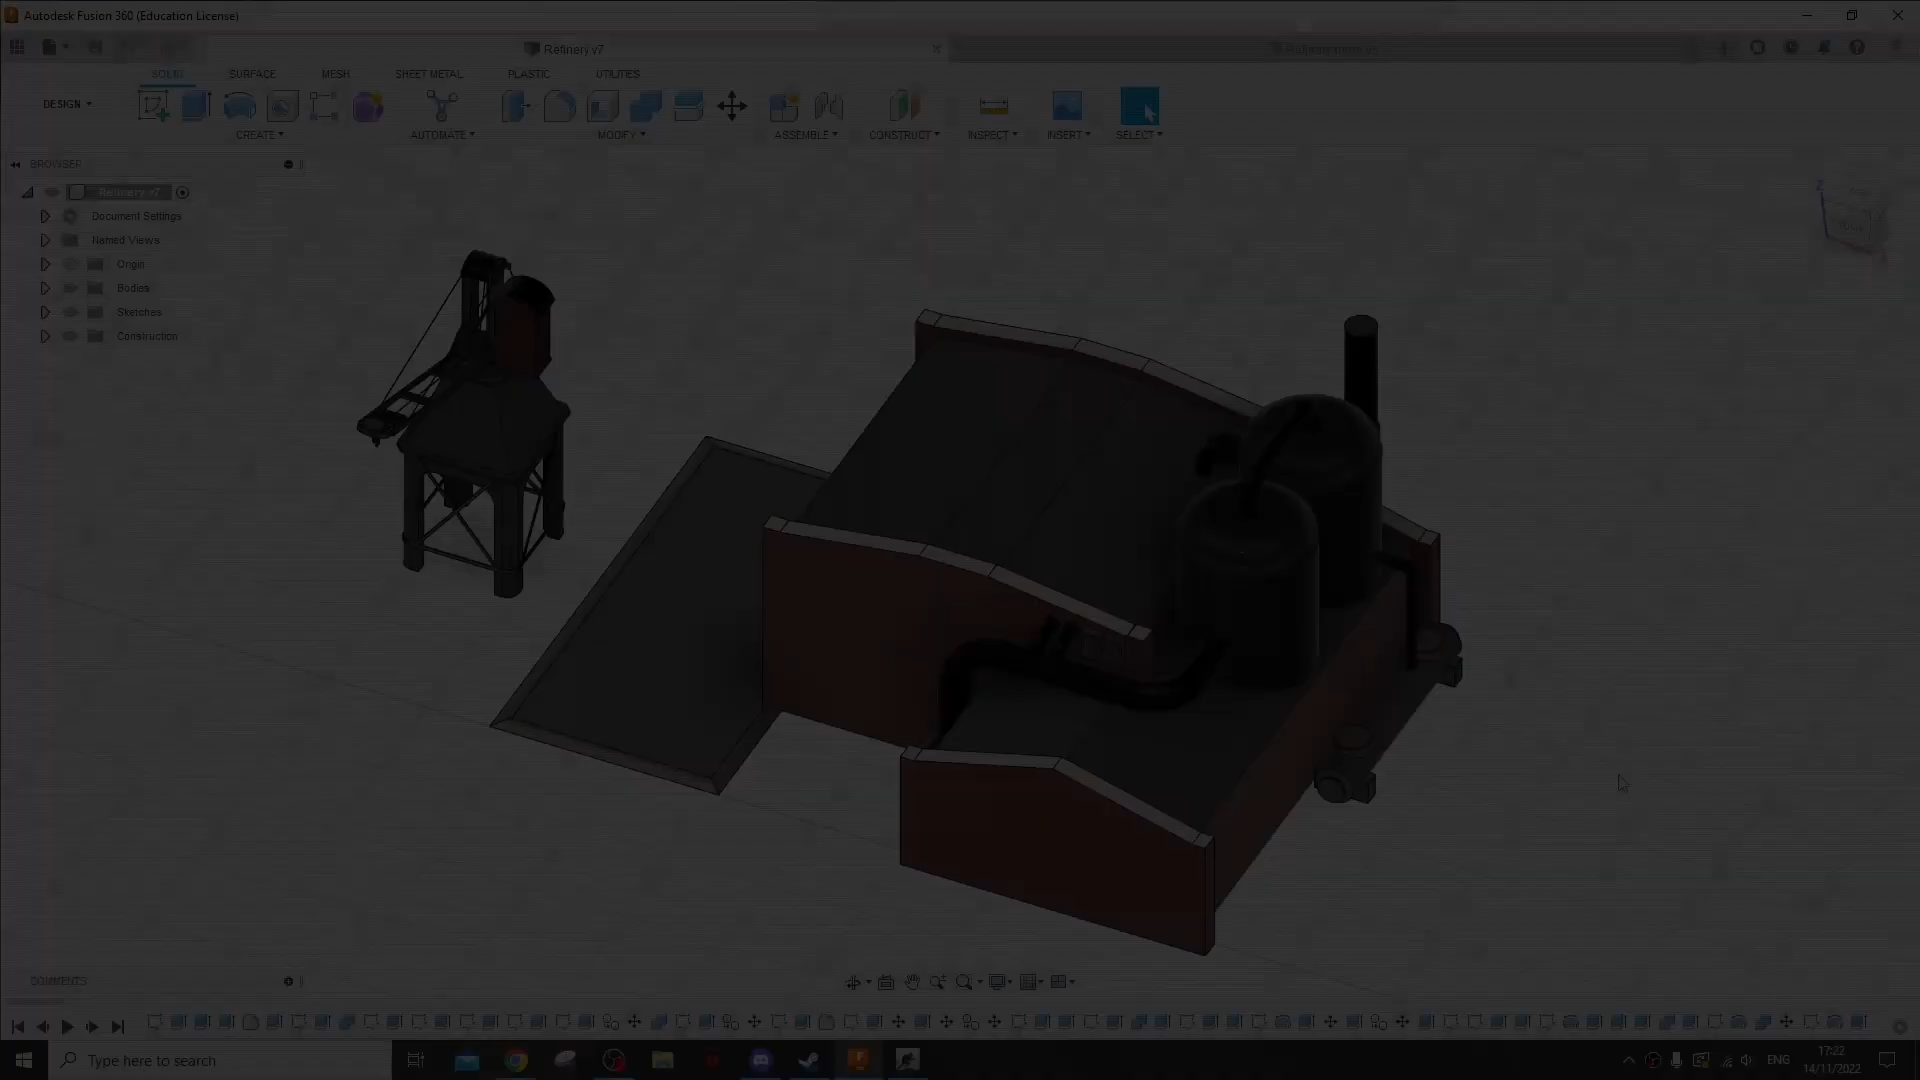 Autodesk Fusion 360 (Education License)
Refinery v7
SOLID SURFACE MESH SHEET METAL PLASTIC UTILITIES
DESIGN
CREATE AUTOMATE MODIFY ASSEMBLE CONSTRUCT INSPECT INSERT SELECT
BROWSER
Refinery v7
Document Settings
Named Views
Origin
Bodies
Sketches
Construction
COMMENTS
Type here to search
ENG
17:22
14/11/2022